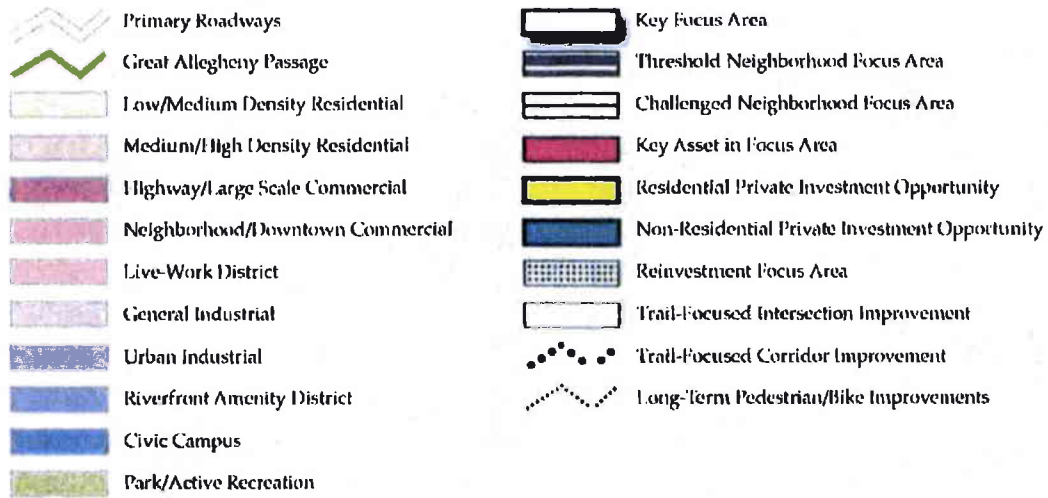 Primary Roadways
Great Allegheny Passage
Low/Medium Density Residential
Medium/High Density Residential
Highway/Large Scale Commercial
Neighborhood/Downtown Commercial
Live-Work District
General Industrial
Urban Industrial
Riverfront Amenity District
Civic Campus
Park/Active Recreation
Key Focus Area
Threshold Neighborhood Focus Area
Challenged Neighborhood Focus Area
Key Asset in Focus Area
Residential Private Investment Opportunity
Non-Residential Private Investment Opportunity
Reinvestment Focus Area
Trail-Focused Intersection Improvement
Trail-Focused Corridor Improvement
Long-Term Pedestrian/Bike Improvements